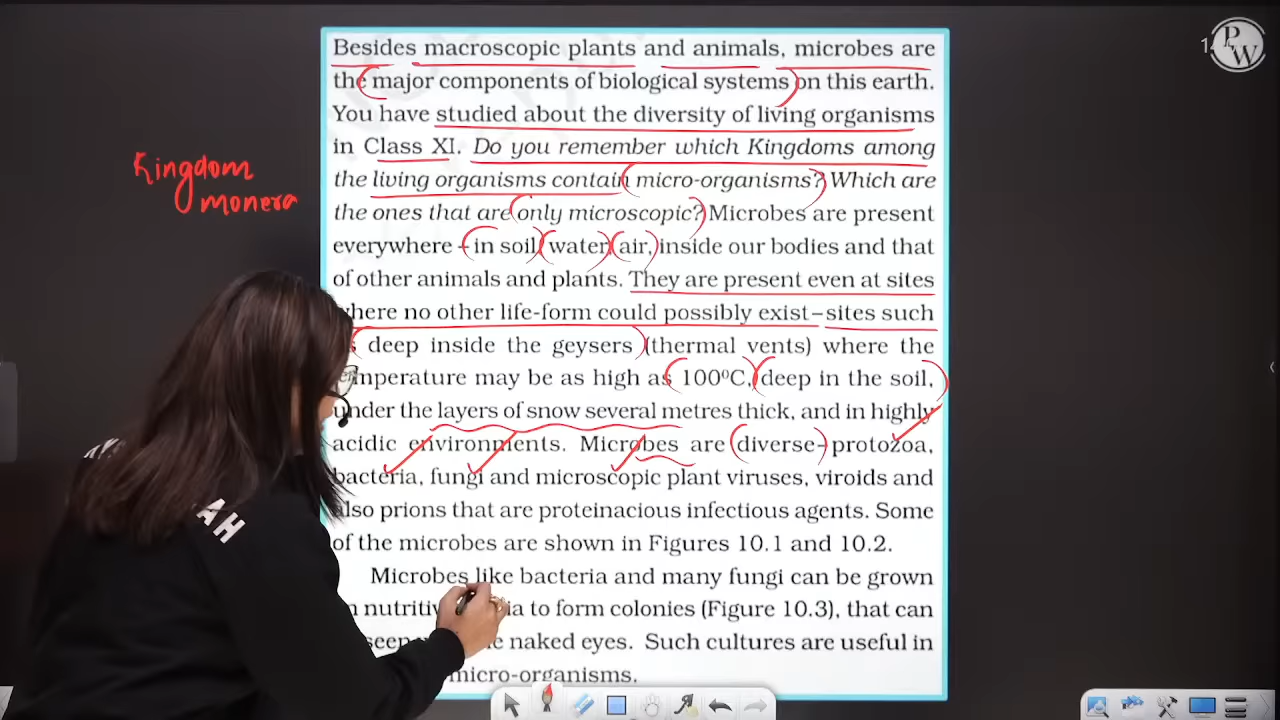 Besides macroscopic plants and animals, microbes are
the major components of biological systems on this earth.
You have studied about the diversity of living organisms
in Class XI. Do you remember which Kingdoms among
the living organisms contain micro-organisms? Which are
the ones that are only microscopic? Microbes are present
everywhere – in soil, water, air, inside our bodies and that
of other animals and plants. They are present even at sites
where no other life-form could possibly exist–sites such
deep inside the geysers (thermal vents) where the
temperature may be as high as 100⁰C, deep in the soil,
under the layers of snow several metres thick, and in highly
acidic environments. Microbes are diverse–protozoa,
bacteria, fungi and microscopic plant viruses, viroids and
also prions that are proteinacious infectious agents. Some
of the microbes are shown in Figures 10.1 and 10.2.
Microbes like bacteria and many fungi can be grown
to form colonies (Figure 10.3), that can
seen naked eyes. Such cultures are useful in
micro-organisms.
Kingdom
monera
PW
AH